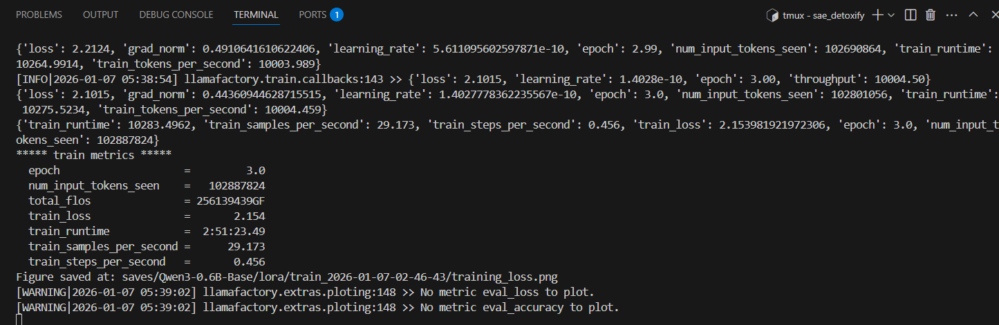 PROBLEMS OUTPUT DEBUG CONSOLE TERMINAL PORTS 1 tmux - sae_detoxify
{'loss': 2.2124, 'grad_norm': 0.4910641610622406, 'learning_rate': 5.611095602597871e-10, 'epoch': 2.99, 'num_input_tokens_seen': 102690864, 'train_runtime':
10264.9914, 'train_tokens_per_second': 10003.989}
[INFO|2026-01-07 05:38:54] llamafactory.train.callbacks:143 >> {'loss': 2.1015, 'learning_rate': 1.4028e-10, 'epoch': 3.00, 'throughput': 10004.50}
{'loss': 2.1015, 'grad_norm': 0.44360944628715515, 'learning_rate': 1.4027778362235567e-10, 'epoch': 3.0, 'num_input_tokens_seen': 102801056, 'train_runtime':
10275.5234, 'train_tokens_per_second': 10004.459}
{'train_runtime': 10283.4962, 'train_samples_per_second': 29.173, 'train_steps_per_second': 0.456, 'train_loss': 2.153981921972306, 'epoch': 3.0, 'num_input_t
okens_seen': 102887824}
***** train metrics *****
epoch = 3.0
num_input_tokens_seen = 102887824
total_flos = 256139439GF
train_loss = 2.154
train_runtime = 2:51:23.49
train_samples_per_second = 29.173
train_steps_per_second = 0.456
Figure saved at: saves/Qwen3-0.6B-Base/lora/train_2026-01-07-02-46-43/training_loss.png
[WARNING|2026-01-07 05:39:02] llamafactory.extras.ploting:148 >> No metric eval_loss to plot.
[WARNING|2026-01-07 05:39:02] llamafactory.extras.ploting:148 >> No metric eval_accuracy to plot.